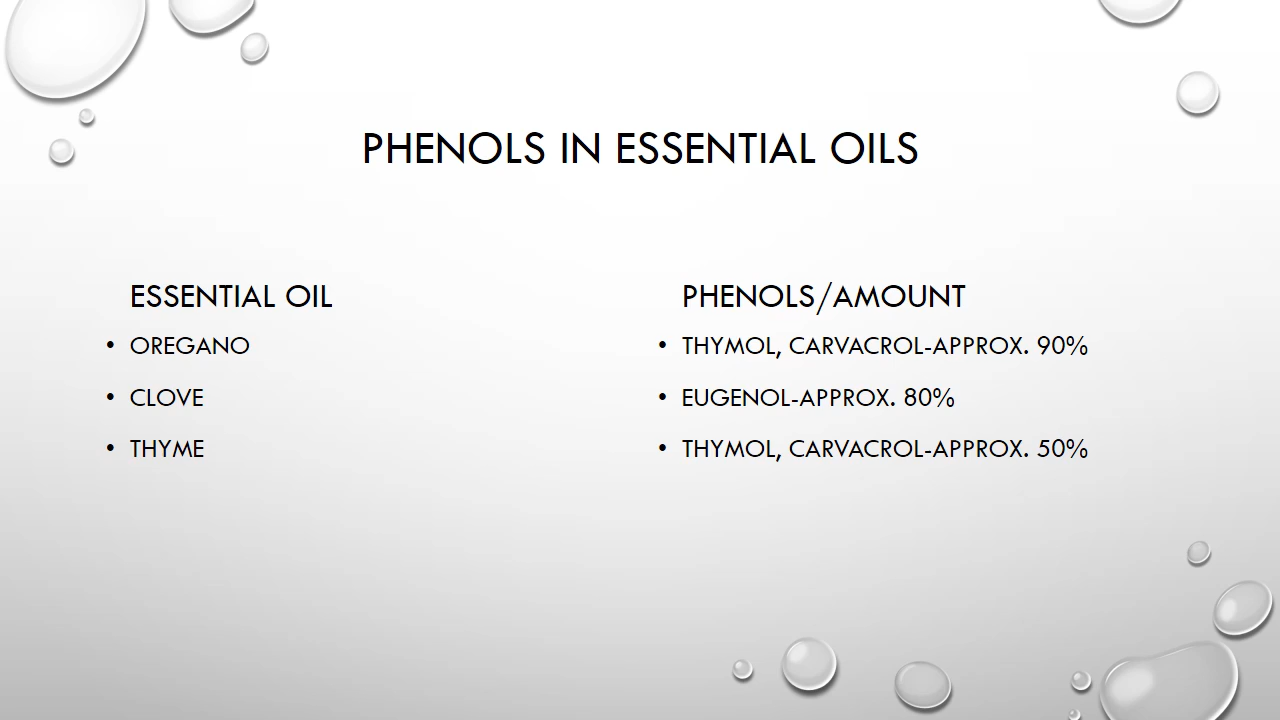 PHENOLS IN ESSENTIAL OILS
ESSENTIAL OIL
• OREGANO
• CLOVE
• THYME
PHENOLS/AMOUNT
• THYMOL, CARVACROL-APPROX. 90%
• EUGENOL-APPROX. 80%
• THYMOL, CARVACROL-APPROX. 50%